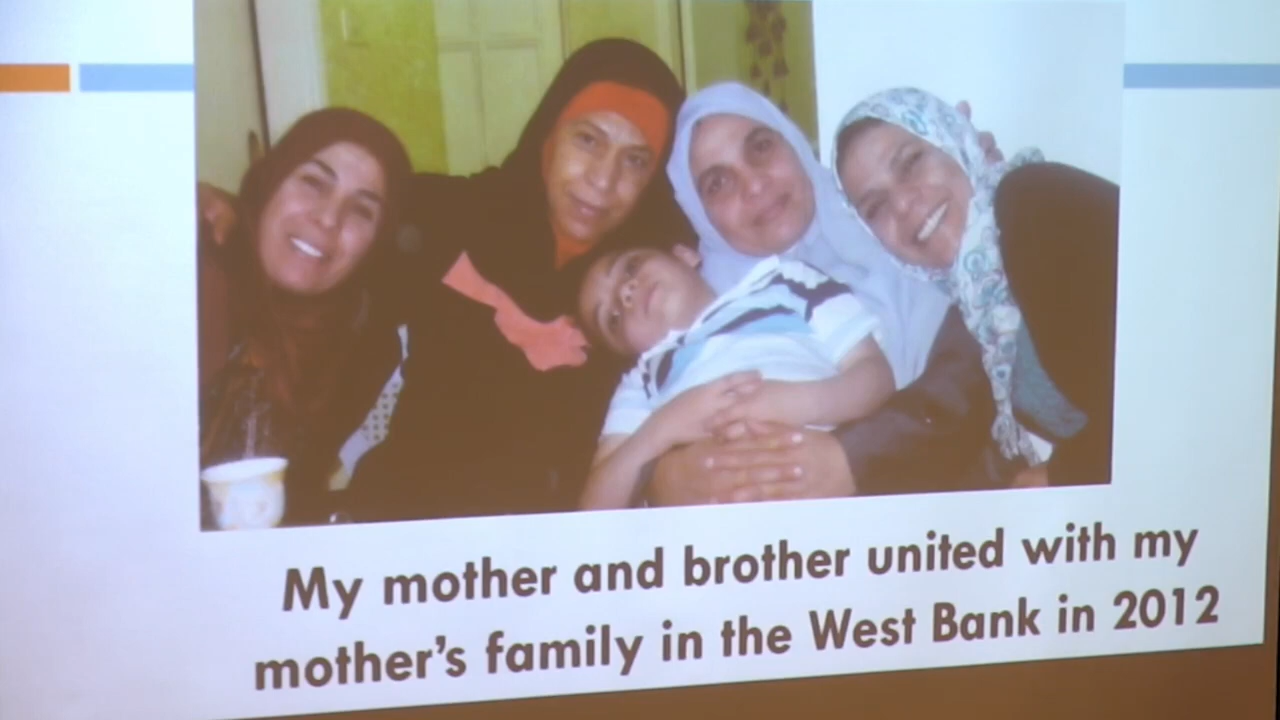 My mother and brother united with my
mother’s family in the West Bank in 2012